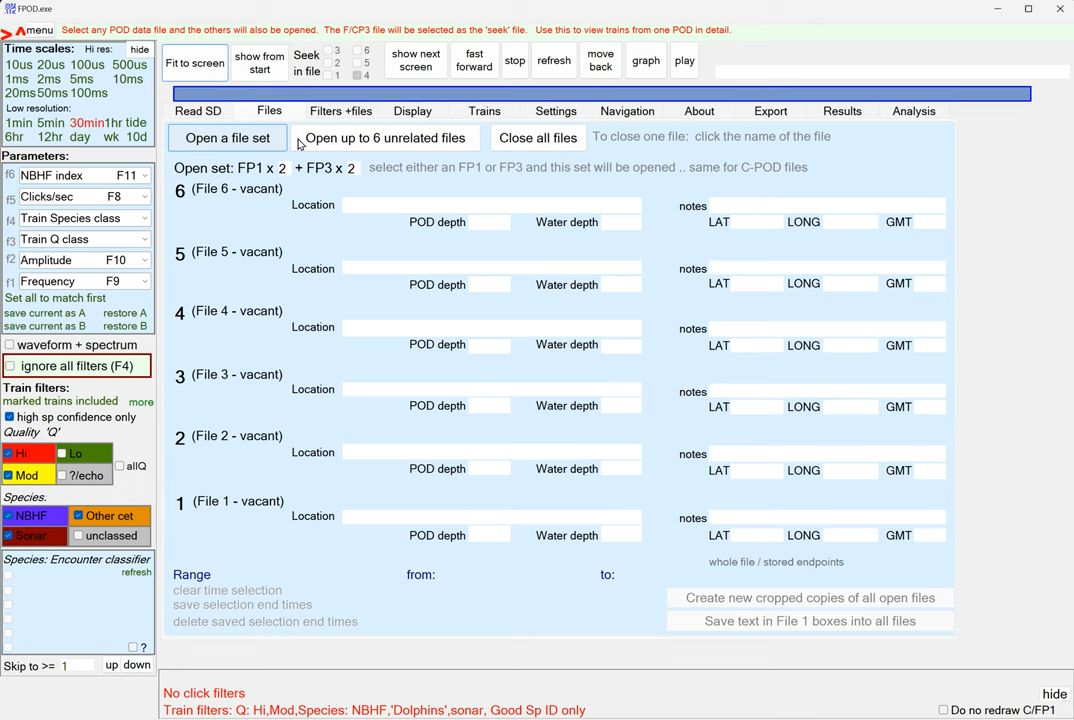 FPOD.exe
> ^ menu Select any POD data file and the others will also be opened. The F/CP3 file will be selected as the 'seek' file. Use this to view trains from one POD in detail.
Time scales: Hi res: hide
10us 20us 100us 500us
1ms 2ms 5ms 10ms
20ms 50ms 100ms
Low resolution:
1min 5min 30min 1hr tide
6hr 12hr day wk 10d
Fit to screen
show from start
Seek in file
3 6
2 5
1 4
show next screen
fast forward
stop
refresh
move back
graph
play
Read SD Files Filters +files Display Trains Settings Navigation About Export Results Analysis
Parameters:
f6 NBHF index F11
f5 Clicks/sec F8
f4 Train Species class
f3 Train Q class
f2 Amplitude F10
f1 Frequency F9
Set all to match first
save current as A restore A
save current as B restore B
waveform + spectrum
ignore all filters (F4)
Train filters:
marked trains included more
high sp confidence only
Quality 'Q'
Hi Lo
Mod ?/echo allQ
Species:
NBHF Other cet
Sonar unclassed
Species: Encounter classifier
refresh
?
Skip to >= 1 up down
Open a file set Open up to 6 unrelated files Close all files To close one file: click the name of the file
Open set: FP1 x 2 + FP3 x 2 select either an FP1 or FP3 and this set will be opened .. same for C-POD files
6 (File 6 - vacant)
Location notes
POD depth Water depth LAT LONG GMT
5 (File 5 - vacant)
Location notes
POD depth Water depth LAT LONG GMT
4 (File 4 - vacant)
Location notes
POD depth Water depth LAT LONG GMT
3 (File 3 - vacant)
Location notes
POD depth Water depth LAT LONG GMT
2 (File 2 - vacant)
Location notes
POD depth Water depth LAT LONG GMT
1 (File 1 - vacant)
Location notes
POD depth Water depth LAT LONG GMT
whole file / stored endpoints
Range from: to:
clear time selection
save selection end times
delete saved selection end times
Create new cropped copies of all open files
Save text in File 1 boxes into all files
No click filters
Train filters: Q: Hi,Mod,Species: NBHF,'Dolphins',sonar, Good Sp ID only
hide
Do no redraw C/FP1